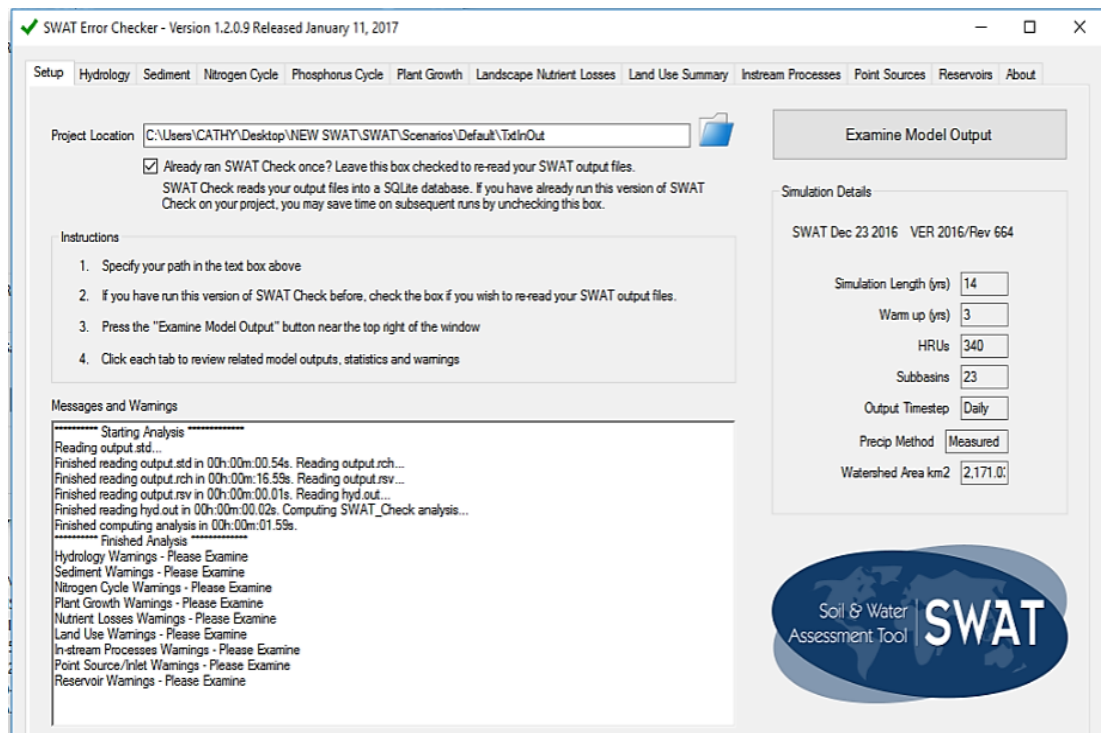 SWAT Error Checker - Version 1.2.0.9 Released January 11, 2017
Setup Hydrology Sediment Nitrogen Cycle Phosphorus Cycle Plant Growth Landscape Nutrient Losses Land Use Summary Instream Processes Point Sources Reservoirs About
Project Location C:\Users\CATHY\Desktop\NEW SWAT\SWAT\Scenarios\Default\TxtInOut
Already ran SWAT Check once? Leave this box checked to re-read your SWAT output files.
SWAT Check reads your output files into a SQLite database. If you have already run this version of SWAT
Check on your project, you may save time on subsequent runs by unchecking this box.
Instructions
1. Specify your path in the text box above
2. If you have run this version of SWAT Check before, check the box if you wish to re-read your SWAT output files.
3. Press the "Examine Model Output" button near the top right of the window
4. Click each tab to review related model outputs, statistics and warnings
Messages and Warnings
********** Starting Analysis *************
Reading output.std...
Finished reading output.std in 00h:00m:00.54s. Reading output.rch...
Finished reading output.rch in 00h:00m:16.59s. Reading output.rsv...
Finished reading output.rsv in 00h:00m:00.01s. Reading hyd.out...
Finished reading hyd.out in 00h:00m:00.02s. Computing SWAT_Check analysis...
Finished computing analysis in 00h:00m:01.59s.
********** Finished Analysis *************
Hydrology Warnings - Please Examine
Sediment Warnings - Please Examine
Nitrogen Cycle Warnings - Please Examine
Plant Growth Warnings - Please Examine
Nutrient Losses Warnings - Please Examine
Land Use Warnings - Please Examine
In-stream Processes Warnings - Please Examine
Point Source/Inlet Warnings - Please Examine
Reservoir Warnings - Please Examine
Examine Model Output
Simulation Details
SWAT Dec 23 2016 VER 2016/Rev 664
Simulation Length (yrs) 14
Warm up (yrs) 3
HRUs 340
Subbasins 23
Output Timestep Daily
Precip Method Measured
Watershed Area km2
Soil & Water
Assessment Tool
SWAT